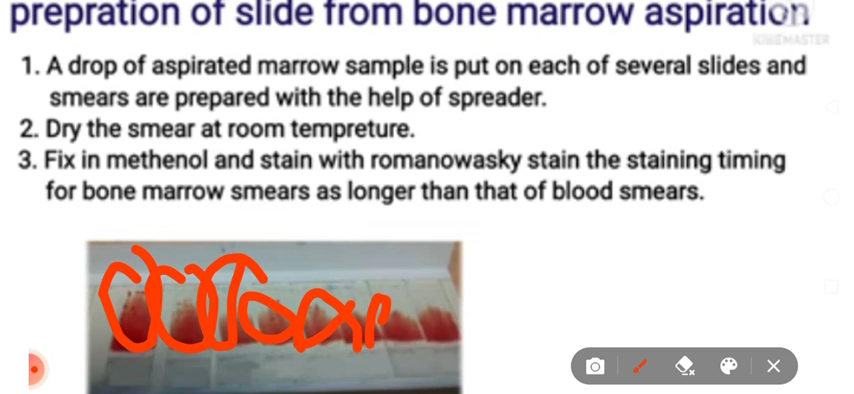 prepration of slide from bone marrow aspiration
1. A drop of aspirated marrow sample is put on each of several slides and
smears are prepared with the help of spreader.
2. Dry the smear at room tempreture.
3. Fix in methenol and stain with romanowasky stain the staining timing
for bone marrow smears as longer than that of blood smears.